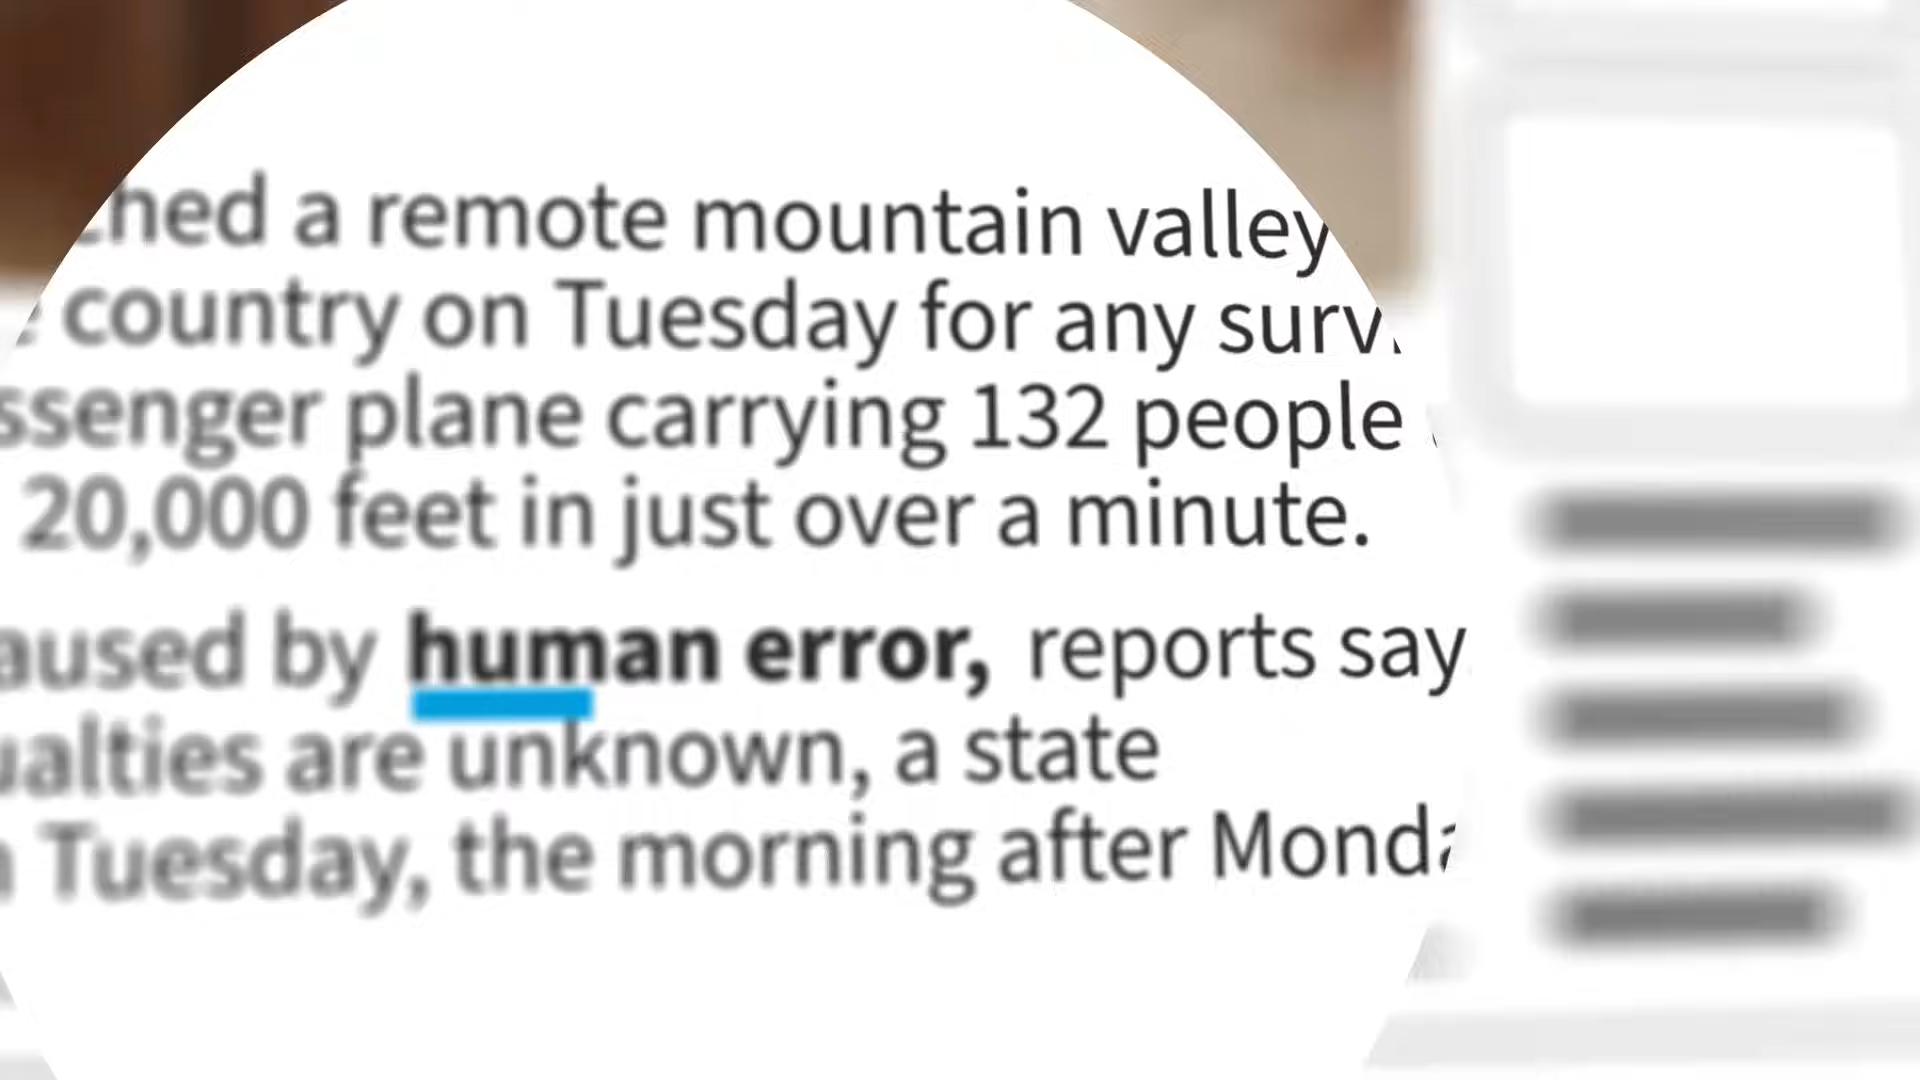 ched a remote mountain valley
country on Tuesday for any surv
ssenger plane carrying 132 people
20,000 feet in just over a minute.
aused by human error, reports say
ualties are unknown, a state
Tuesday, the morning after Monda